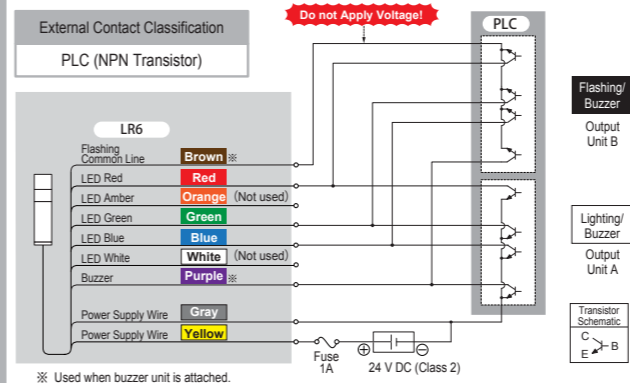 External Contact Classification
PLC (NPN Transistor)
Do not Apply Voltage!
PLC
LR6
Flashing
Common Line
Brown ※
LED Red
Red
LED Amber
Orange (Not used)
LED Green
Green
LED Blue
Blue
LED White
White (Not used)
Buzzer
Purple ※
Power Supply Wire
Gray
Power Supply Wire
Yellow
Fuse
1A
⊕ ⊖
24 V DC (Class 2)
Flashing/
Buzzer
Output
Unit B
Lighting/
Buzzer
Output
Unit A
Transistor
Schematic
C
B
E
※ Used when buzzer unit is attached.